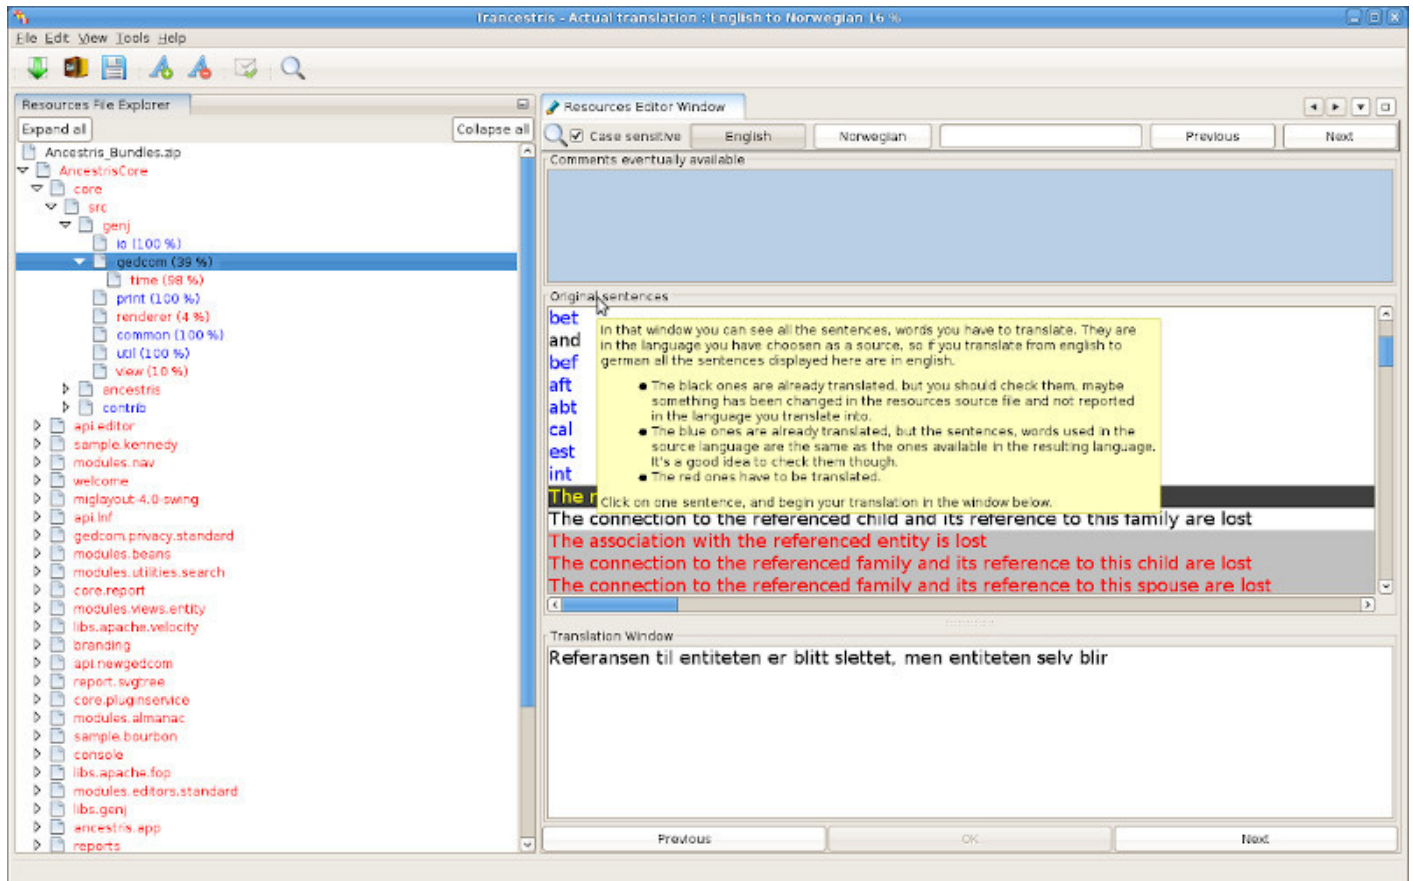 Trancestris - Actual translation : English to Norwegian 16 %
File Edit View Tools Help
Resources File Explorer
Expand all
Collapse all
Ancestris_Bundles.zip
AncestrisCore
core
src
genj
io (100 %)
gedcom (39 %)
time (98 %)
print (100 %)
renderer (4 %)
common (100 %)
util (100 %)
view (10 %)
ancestris
contrib
api.editor
sample.kennedy
modules.nav
welcome
miglayout-4.0-swing
api.lnf
gedcom.privacy.standard
modules.beans
modules.utilities.search
core.report
modules.views.entity
libs.apache.velocity
branding
api.newgedcom
report.svgtree
core.pluginservice
modules.almanac
sample.bourbon
console
libs.apache.fop
modules.editors.standard
libs.genj
ancestris.app
reports
Resources Editor Window
Case sensitive
English
Norwegian
Previous
Next
Comments eventually available
Original sentences
bet
and
bef
aft
abt
cal
est
int
The r
In that window you can see all the sentences, words you have to translate. They are
in the language you have choosen as a source, so if you translate from english to
german all the sentences displayed here are in english.
● The black ones are already translated, but you should check them, maybe
something has been changed in the resources source file and not reported
in the language you translate into.
● The blue ones are already translated, but the sentences, words used in the
source language are the same as the ones available in the resulting language.
It's a good idea to check them though.
● The red ones have to be translated.
Click on one sentence, and begin your translation in the window below.
The connection to the referenced child and its reference to this family are lost
The association with the referenced entity is lost
The connection to the referenced family and its reference to this child are lost
The connection to the referenced family and its reference to this spouse are lost
Translation Window
Referansen til entiteten er blitt slettet, men entiteten selv blir
Previous
OK
Next